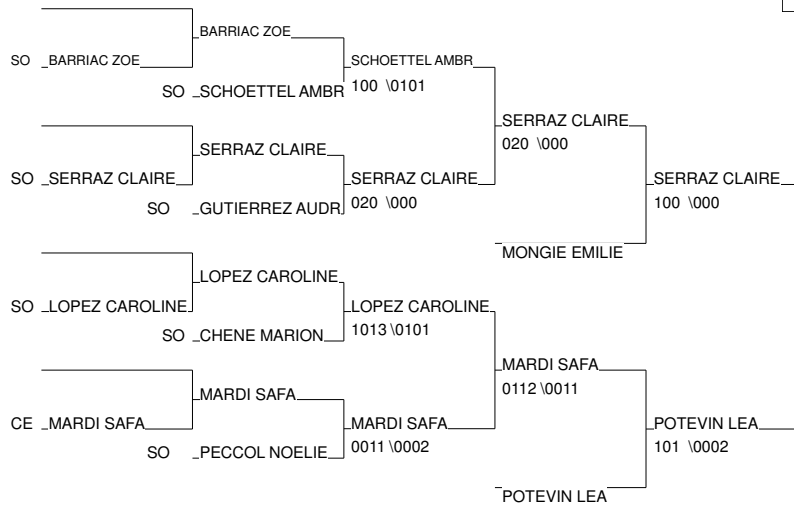 BARRIAC ZOE
SO BARRIAC ZOE
SCHOETTEL AMBR
SO SCHOETTEL AMBR
100 \0101
SERRAZ CLAIRE
020 \000
SERRAZ CLAIRE
SO SERRAZ CLAIRE
SERRAZ CLAIRE
SERRAZ CLAIRE
SO GUTIERREZ AUDR
020 \000
100 \000
MONGIE EMILIE
LOPEZ CAROLINE
SO LOPEZ CAROLINE
LOPEZ CAROLINE
SO CHENE MARION
1013 \0101
MARDI SAFA
0112 \0011
MARDI SAFA
CE MARDI SAFA
MARDI SAFA
POTEVIN LEA
SO PECCOL NOELIE
0011 \0002
101 \0002
POTEVIN LEA